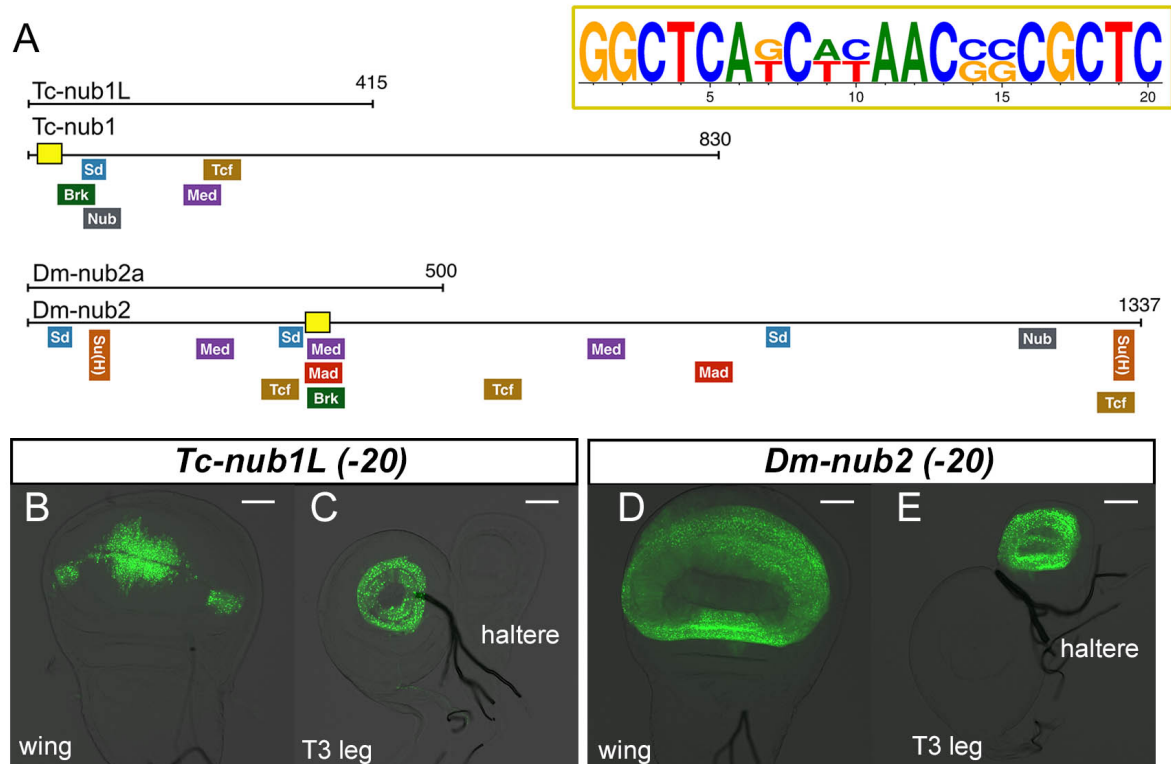 A
GGCTCAGCACAACCCCGCTC
TTTGG
5 10 15 20
Tc-nub1L 415
Tc-nub1 830
Sd Tcf
Brk Med
Nub
Dm-nub2a 500
Dm-nub2 1337
Sd Su(H) Med Sd Med Med Sd Nub Su(H)
Mad Mad
Tcf Brk Tcf Tcf
Tc-nub1L (-20) Dm-nub2 (-20)
B C D E
haltere haltere
wing T3 leg wing T3 leg